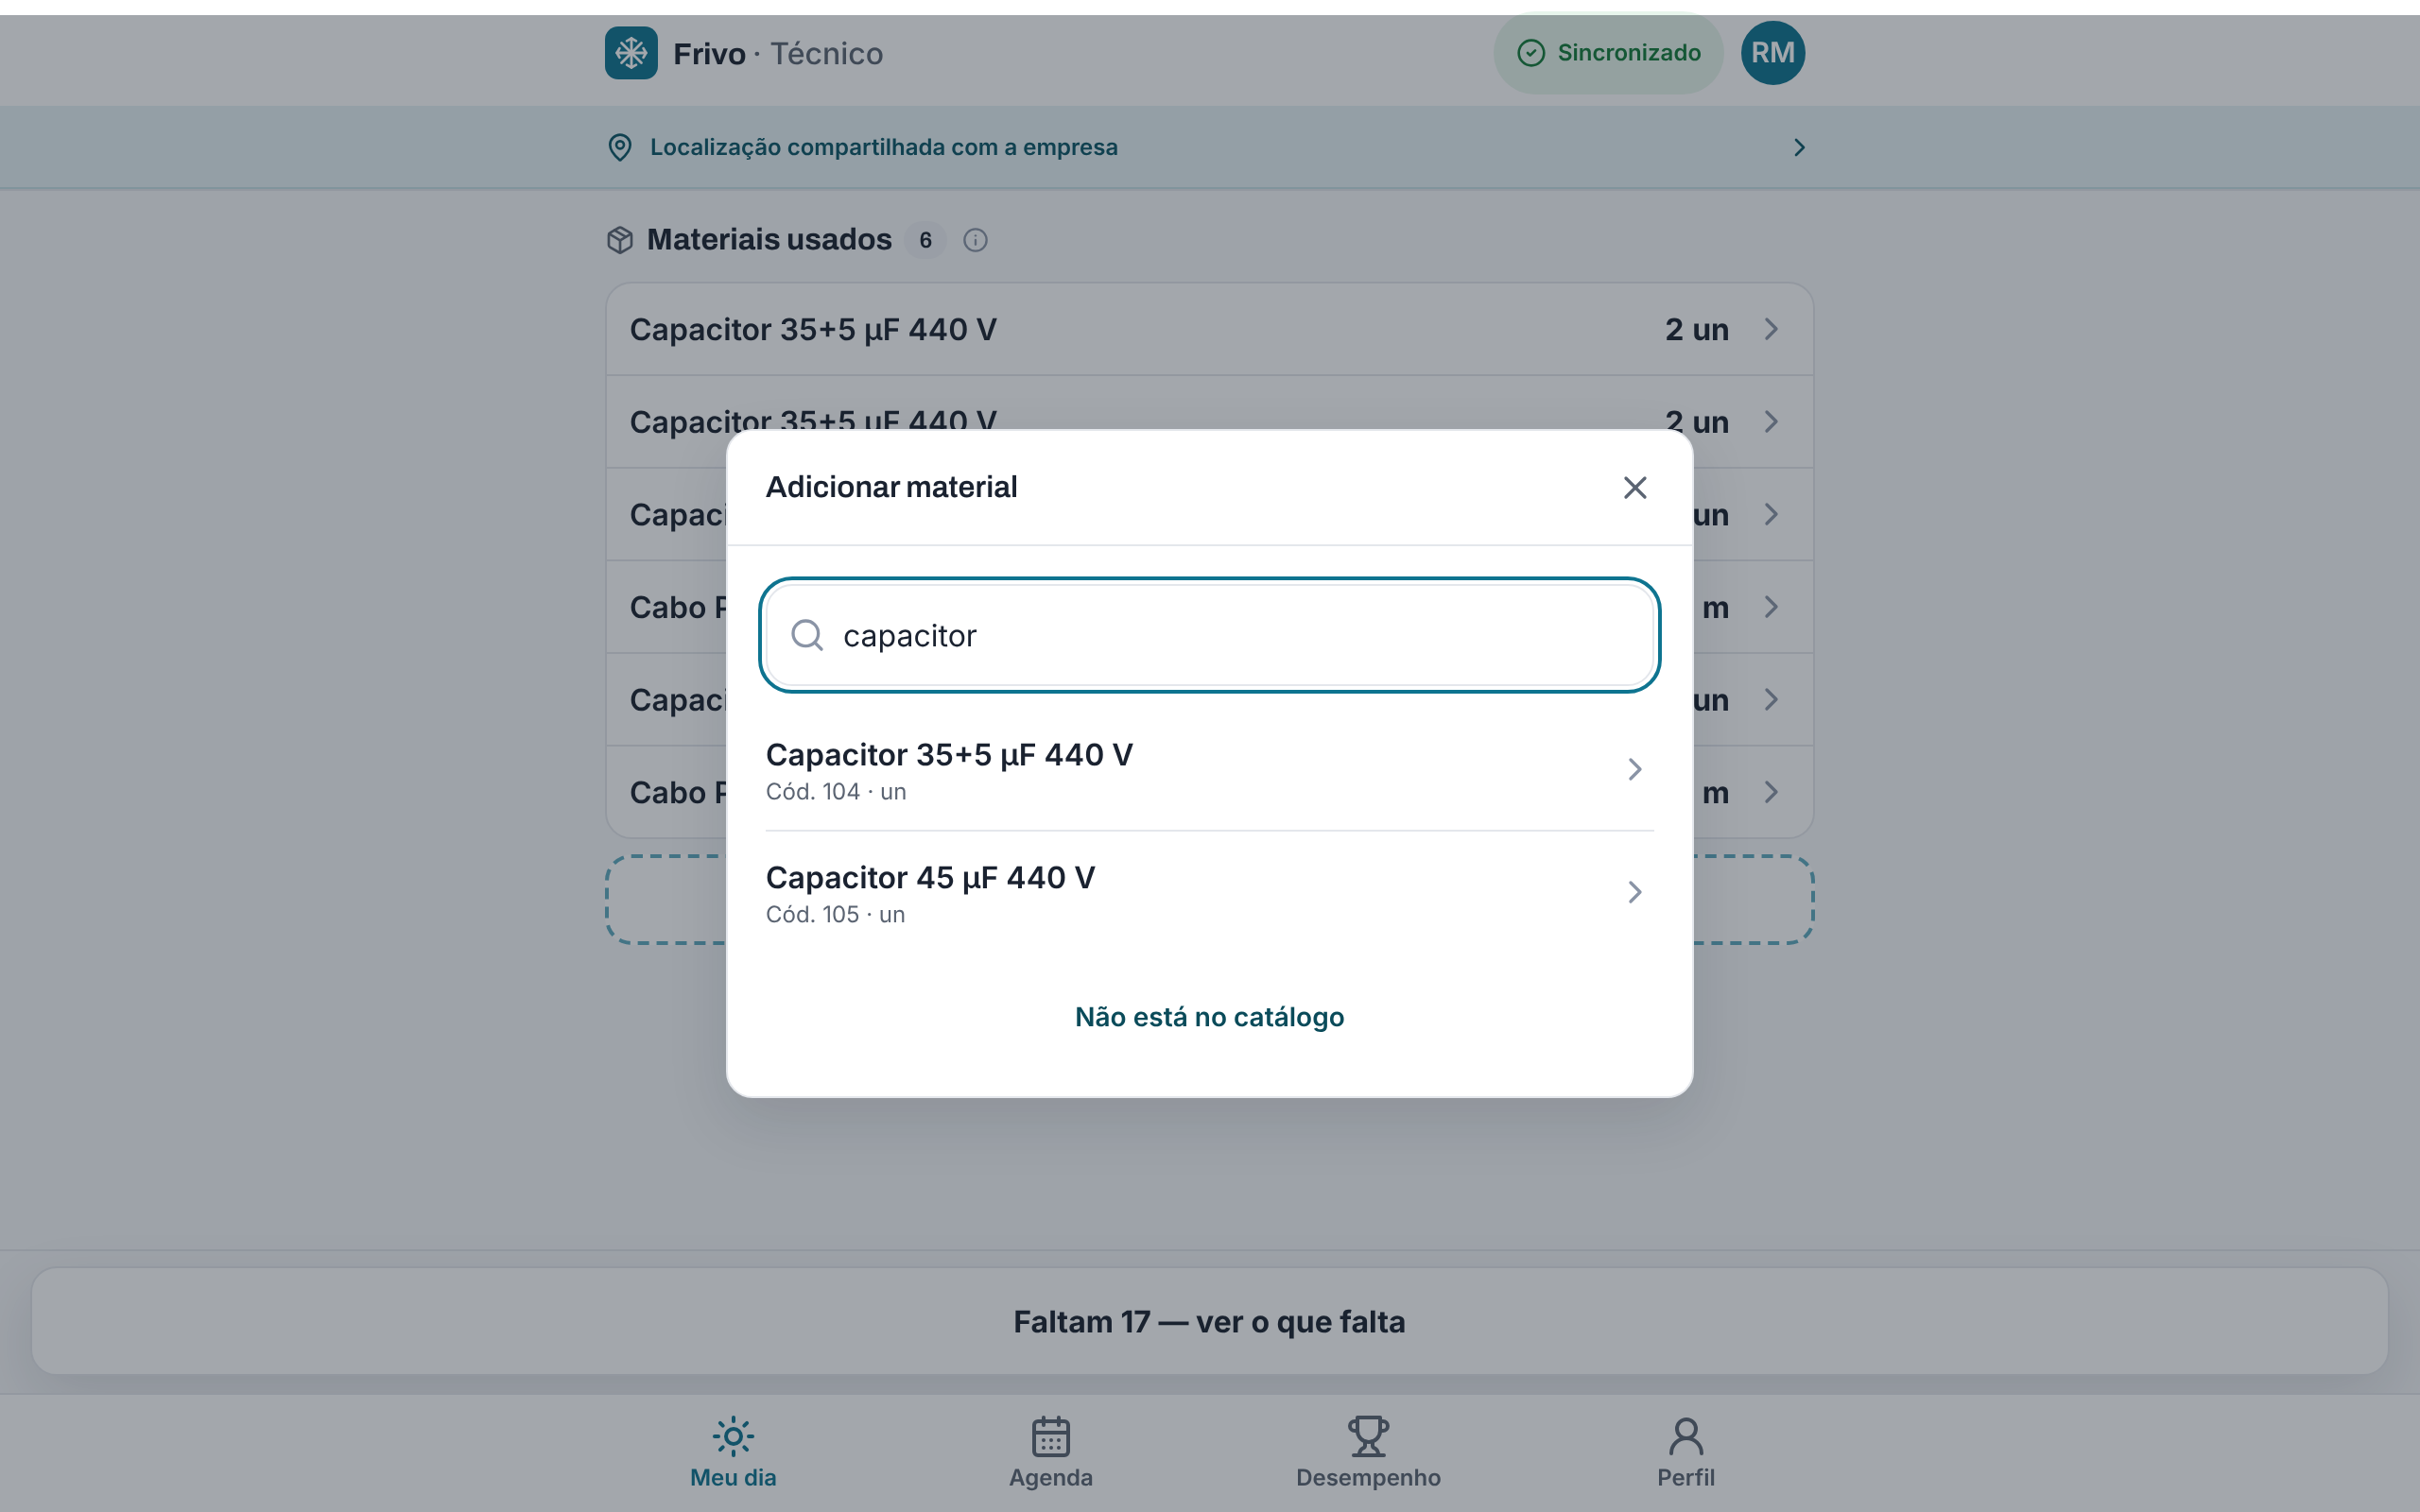 Frivo · Técnico
Sincronizado
RM
Localização compartilhada com a empresa
Materiais usados 6
Capacitor 35+5 µF 440 V 2 un
Capacitor 35+5 µF 440 V 2 un
un
Cabo m
un
Cabo m
Adicionar material
capacitor
Capacitor 35+5 µF 440 V
Cód. 104 · un
Capacitor 45 µF 440 V
Cód. 105 · un
Não está no catálogo
Faltam 17 — ver o que falta
Meu dia
Agenda
Desempenho
Perfil